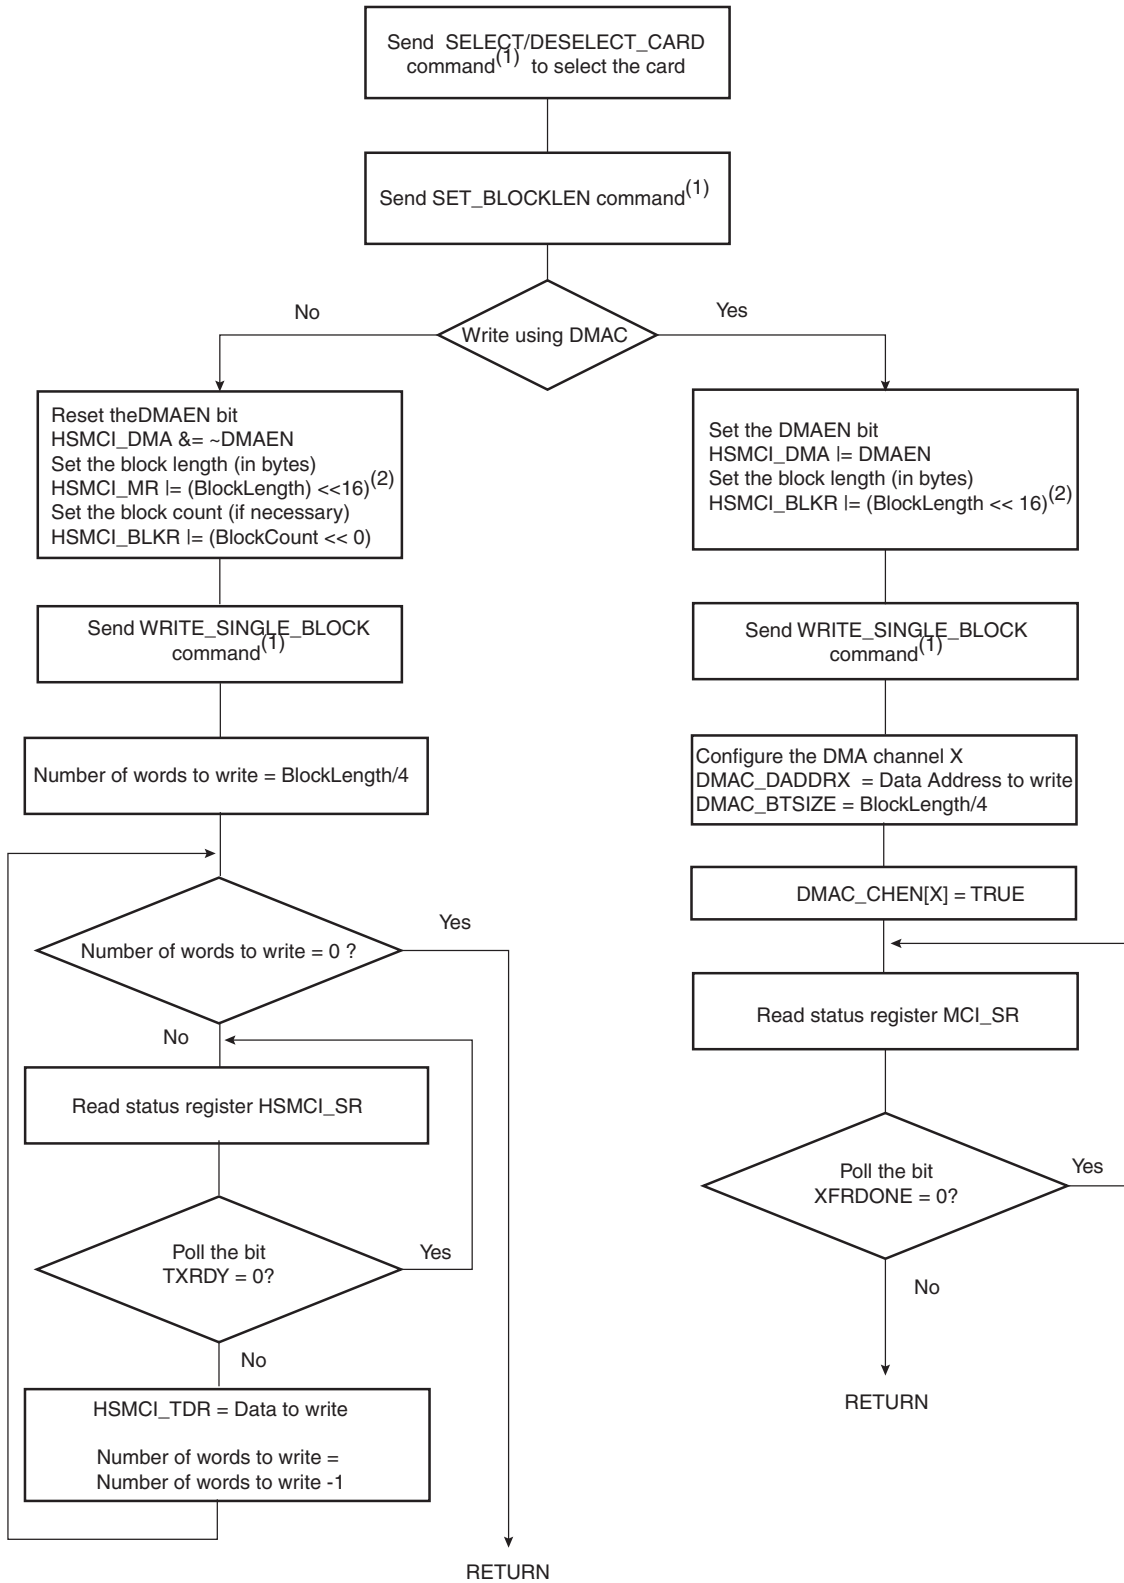 Send SELECT/DESELECT_CARD
command(1) to select the card
Send SET_BLOCKLEN command(1)
No
Yes
Write using DMAC
Reset theDMAEN bit
HSMCI_DMA &= ~DMAEN
Set the block length (in bytes)
HSMCI_MR |= (BlockLength) <<16)(2)
Set the block count (if necessary)
HSMCI_BLKR |= (BlockCount << 0)
Send WRITE_SINGLE_BLOCK
command(1)
Number of words to write = BlockLength/4
Number of words to write = 0 ?
Yes
No
Read status register HSMCI_SR
Poll the bit
TXRDY = 0?
Yes
No
HSMCI_TDR = Data to write
Number of words to write =
Number of words to write -1
RETURN
Set the DMAEN bit
HSMCI_DMA |= DMAEN
Set the block length (in bytes)
HSMCI_BLKR |= (BlockLength << 16)(2)
Send WRITE_SINGLE_BLOCK
command(1)
Configure the DMA channel X
DMAC_DADDRX = Data Address to write
DMAC_BTSIZE = BlockLength/4
DMAC_CHEN[X] = TRUE
Read status register MCI_SR
Poll the bit
XFRDONE = 0?
Yes
No
RETURN